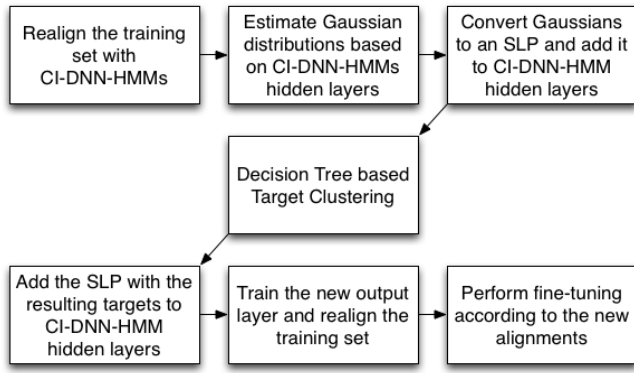 Realign the training
set with
CI-DNN-HMMs
Estimate Gaussian
distributions based
on CI-DNN-HMMs
hidden layers
Convert Gaussians
to an SLP and add it
to CI-DNN-HMM
hidden layers
Decision Tree based
Target Clustering
Add the SLP with the
resulting targets to
CI-DNN-HMM
hidden layers
Train the new output
layer and realign the
training set
Perform fine-tuning
according to the new
alignments